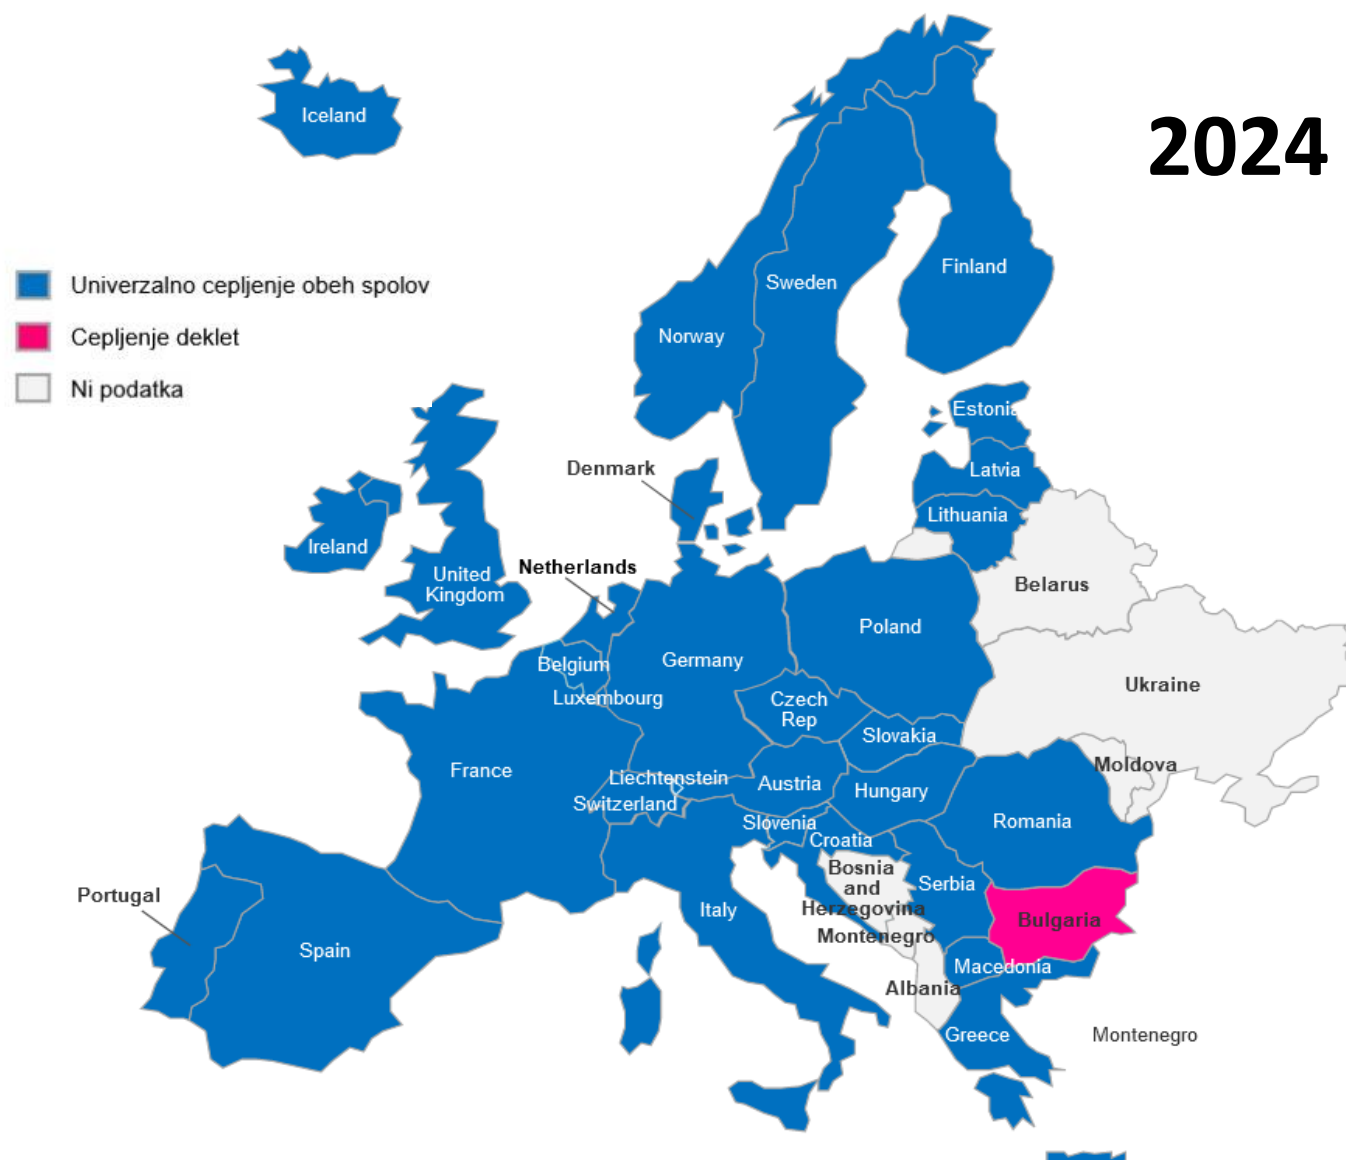 2024
Iceland
Univerzalno cepljenje obeh spolov
Cepljenje deklet
Ni podatka
Finland
Sweden
Norway
Estonia
Denmark
Latvia
Lithuania
Ireland
Netherlands
United
Kingdom
Belarus
Poland
Belgium
Germany
Luxembourg
Ukraine
Czech
Rep
Slovakia
France
Liechtenstein
Switzerland
Austria
Hungary
Moldova
Slovenia
Croatia
Romania
Bosnia
and
Herzegovina
Serbia
Portugal
Italy
Bulgaria
Montenegro
Spain
Macedonia
Albania
Greece
Montenegro